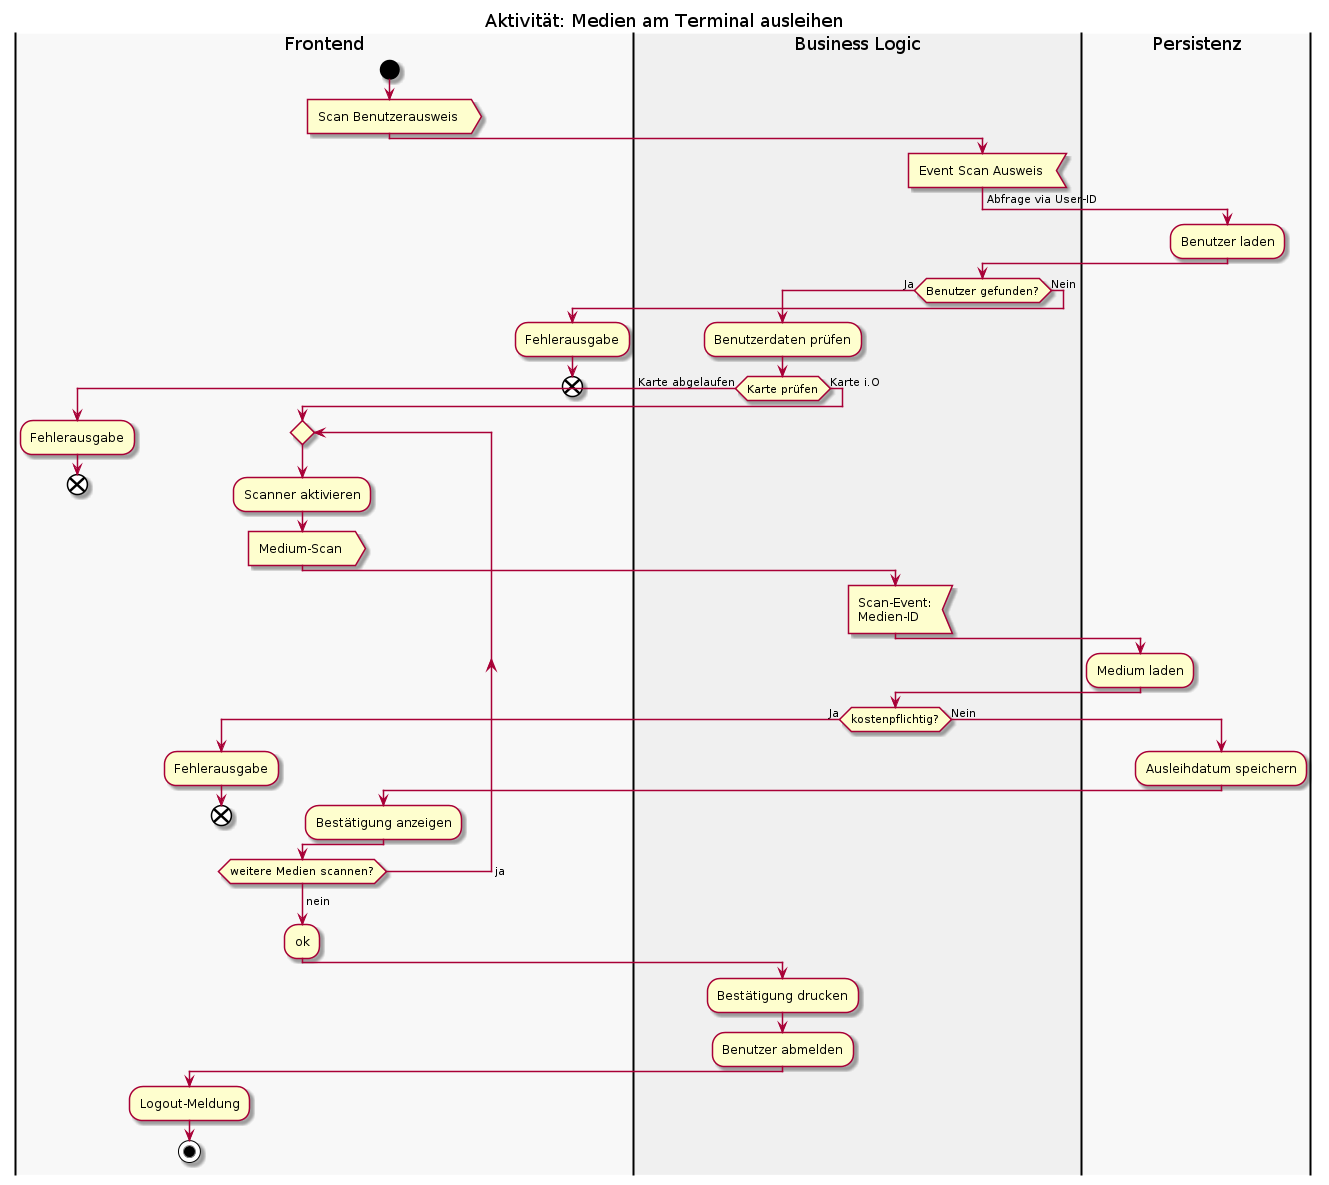 Aktivität: Medien am Terminal ausleihen
Frontend
Business Logic
Persistenz
Scan Benutzerausweis
Event Scan Ausweis
Abfrage via User-ID
Benutzer laden
Ja
Benutzer gefunden?
Nein
Fehlerausgabe
Benutzerdaten prüfen
Karte abgelaufen
Karte prüfen
Karte i.O
Fehlerausgabe
Scanner aktivieren
Medium-Scan
Scan-Event:
Medien-ID
Medium laden
Ja
kostenpflichtig?
Nein
Fehlerausgabe
Ausleihdatum speichern
Bestätigung anzeigen
weitere Medien scannen?
ja
nein
ok
Bestätigung drucken
Benutzer abmelden
Logout-Meldung